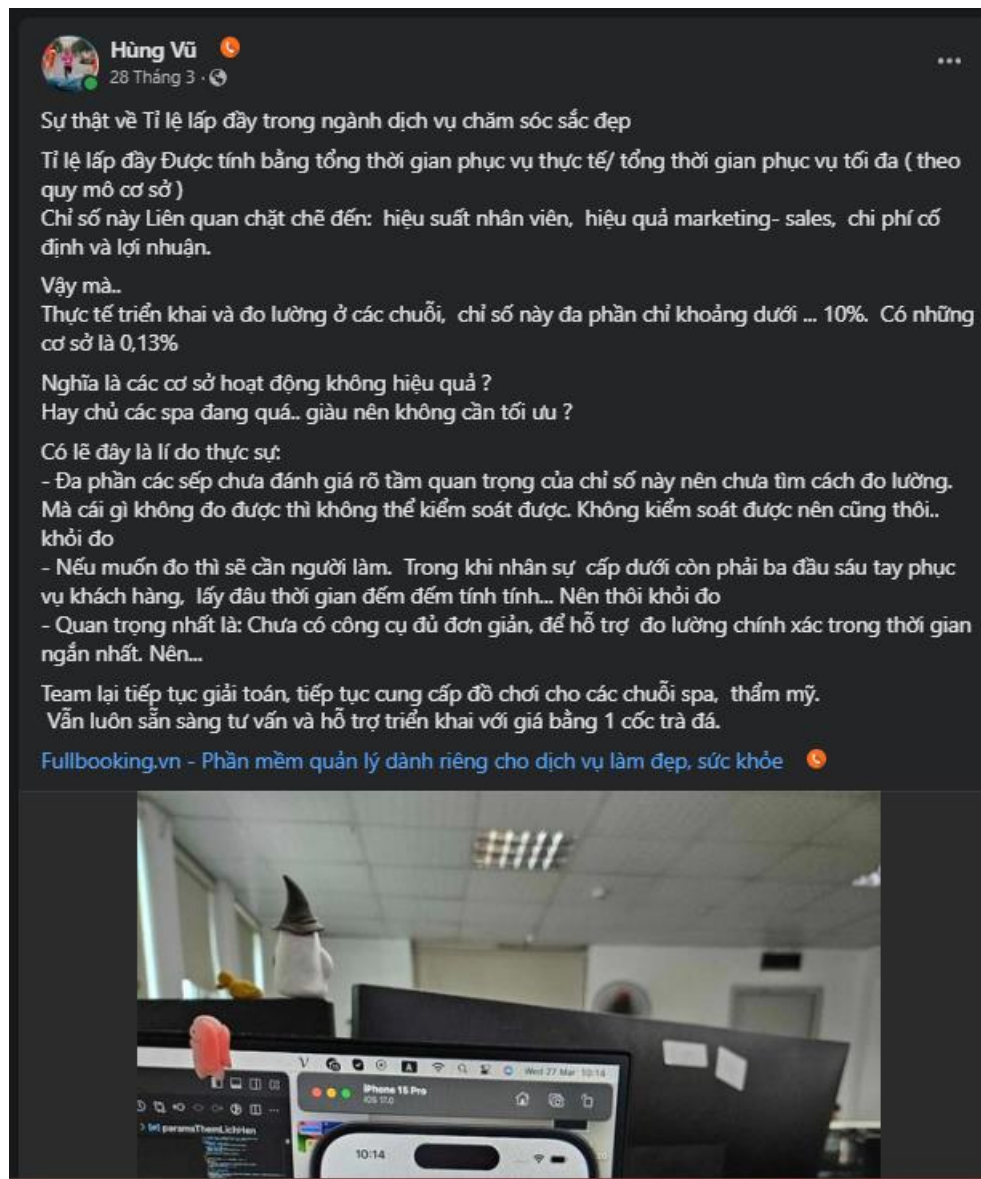 Hùng Vũ
28 Tháng 3 ·
Sự thật về Tỉ lệ lấp đầy trong ngành dịch vụ chăm sóc sắc đẹp
Tỉ lệ lấp đầy Được tính bằng tổng thời gian phục vụ thực tế/ tổng thời gian phục vụ tối đa ( theo
quy mô cơ sở )
Chỉ số này Liên quan chặt chẽ đến:  hiệu suất nhân viên,  hiệu quả marketing- sales,  chi phí cố
định và lợi nhuận.
Vậy mà..
Thực tế triển khai và đo lường ở các chuỗi,  chỉ số này đa phần chỉ khoảng dưới ... 10%.  Có những
cơ sở là 0,13%
Nghĩa là các cơ sở hoạt động không hiệu quả ?
Hay chủ các spa đang quá.. giàu nên không cần tối ưu ?
Có lẽ đây là lí do thực sự:
- Đa phần các sếp chưa đánh giá rõ tầm quan trọng của chỉ số này nên chưa tìm cách đo lường.
Mà cái gì không đo được thì không thể kiểm soát được. Không kiểm soát được nên cũng thôi..
khỏi đo
- Nếu muốn đo thì sẽ cần người làm.  Trong khi nhân sự  cấp dưới còn phải ba đầu sáu tay phục
vụ khách hàng,  lấy đâu thời gian đếm đếm tính tính... Nên thôi khỏi đo
- Quan trọng nhất là: Chưa có công cụ đủ đơn giản, để hỗ trợ  đo lường chính xác trong thời gian
ngắn nhất. Nên...
Team lại tiếp tục giải toán, tiếp tục cung cấp đồ chơi cho các chuỗi spa,  thẩm mỹ.
Vẫn luôn sẵn sàng tư vấn và hỗ trợ triển khai với giá bằng 1 cốc trà đá.
Fullbooking.vn - Phần mềm quản lý dành riêng cho dịch vụ làm đẹp, sức khỏe
Wed 27 Mar 10:14
iPhone 15 Pro
iOS 17.0
paramsThemLichHen
10:14